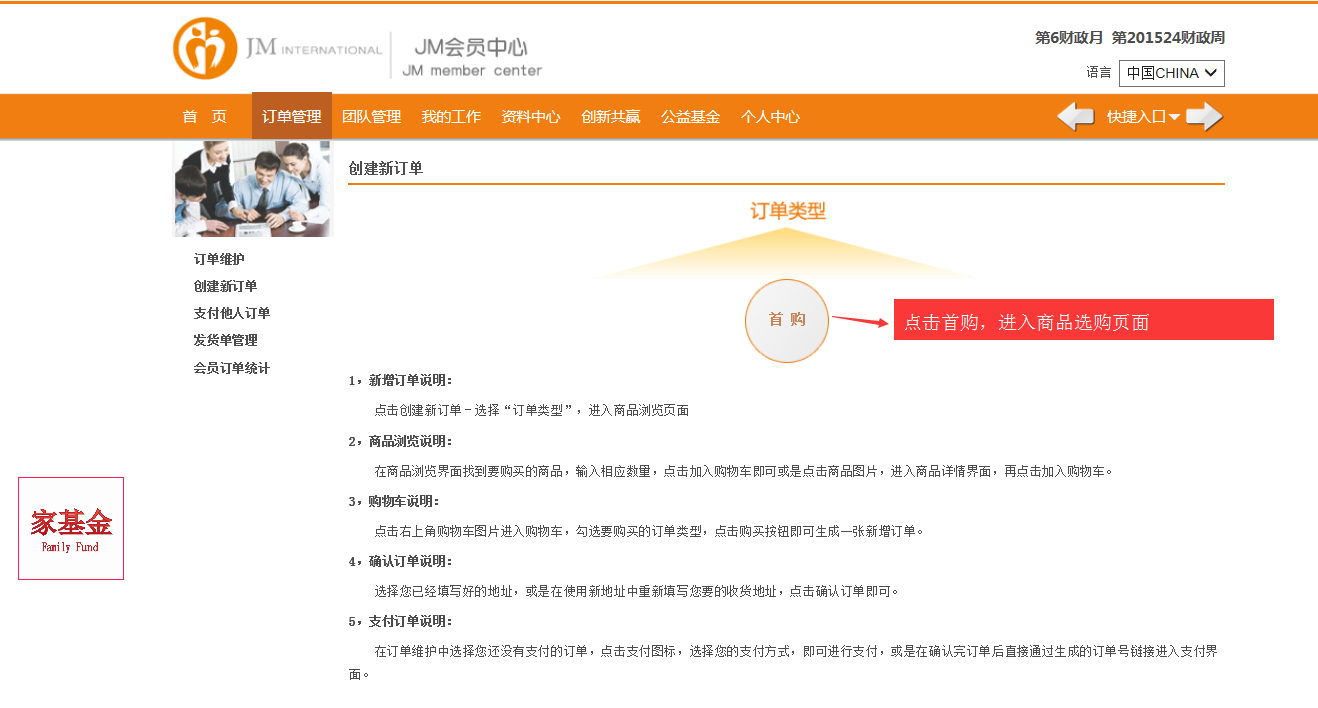 JM INTERNATIONAL
JM会员中心
JM member center
第6财政月 第201524财政周
语言 中国CHINA
首 页 订单管理 团队管理 我的工作 资料中心 创新共赢 公益基金 个人中心 快捷入口
创建新订单
订单类型
订单维护
创建新订单
支付他人订单
发货单管理
会员订单统计
首 购
点击首购，进入商品选购页面
1，新增订单说明：
点击创建新订单－选择“订单类型”，进入商品浏览页面
2，商品浏览说明：
在商品浏览界面找到要购买的商品，输入相应数量，点击加入购物车即可或是点击商品图片，进入商品详情界面，再点击加入购物车。
3，购物车说明：
点击右上角购物车图片进入购物车，勾选要购买的订单类型，点击购买按钮即可生成一张新增订单。
4，确认订单说明：
选择您已经填写好的地址，或是在使用新地址中重新填写您要的收货地址，点击确认订单即可。
5，支付订单说明：
在订单维护中选择您还没有支付的订单，点击支付图标，选择您的支付方式，即可进行支付，或是在确认完订单后直接通过生成的订单号链接进入支付界
面。
家基金
Family Fund